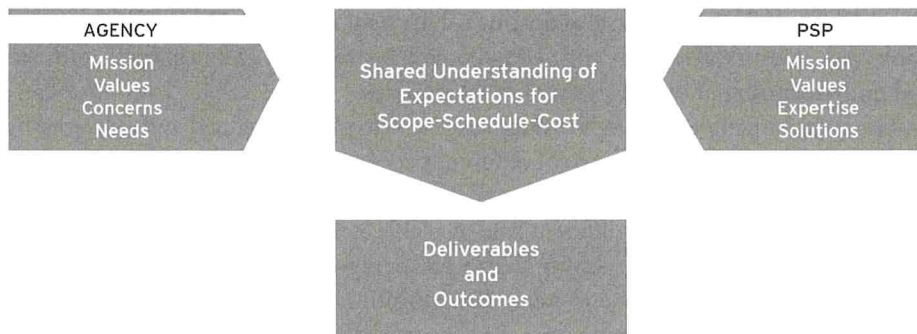 AGENCY
Mission
Values
Concerns
Needs
Shared Understanding of
Expectations for
Scope-Schedule-Cost
PSP
Mission
Values
Expertise
Solutions
Deliverables
and
Outcomes